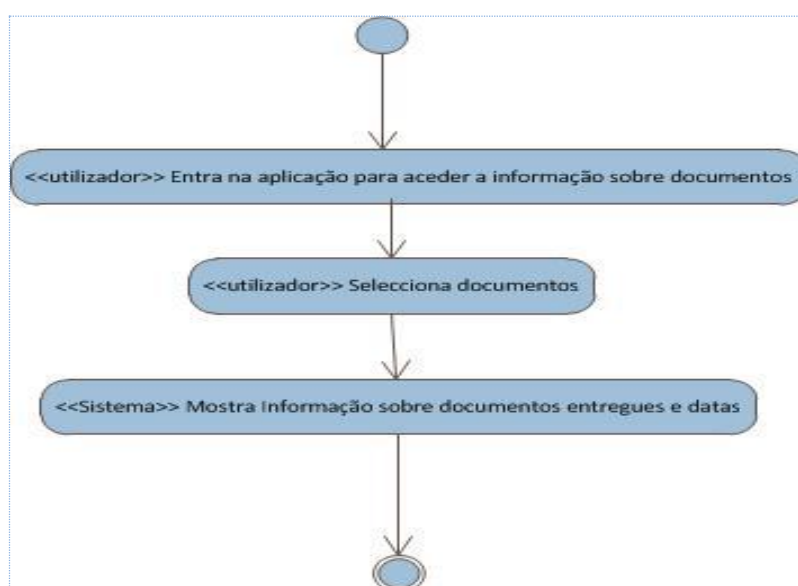 <<utilizador>> Entra na aplicação para aceder a informação sobre documentos
<<utilizador>> Selecciona documentos
<<Sistema>> Mostra Informação sobre documentos entregues e datas